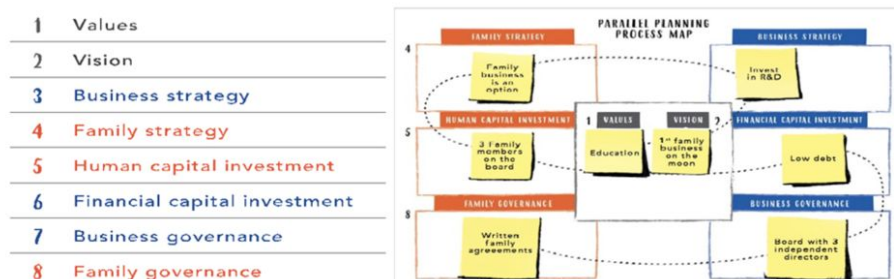 1 Values
2 Vision
3 Business strategy
4 Family strategy
5 Human capital investment
6 Financial capital investment
7 Business governance
8 Family governance
PARALLEL PLANNING
PROCESS MAP
FAMILY STRATEGY
BUSINESS STRATEGY
4
Family
business
is an
option
Invest
in R&D
HUMAN CAPITAL INVESTMENT
1 VALUES
VISION 2
FINANCIAL CAPITAL INVESTMENT
5
3 Family
members
on the
board
Education
1st family
business
on the
moon
Low debt
FAMILY GOVERNANCE
BUSINESS GOVERNANCE
8
Written
family
agreeements
Board with 3
independent
directors